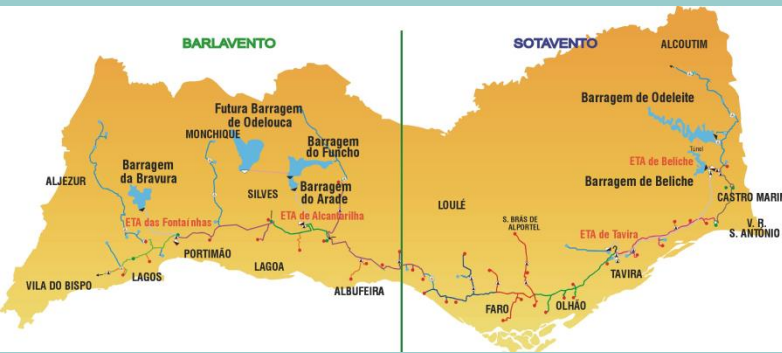 BARLAVENTO
SOTAVENTO
ALCOUTIM
Barragem de Odeleite
Futura Barragem
de Odelouca
MONCHIQUE
Barragem
do Funcho
Túnel
ETA de Beliche
Barragem
da Bravura
ALJEZUR
Barragem de Beliche
SILVES
Barragem
do Arade
CASTRO MARIM
LOULÉ
ETA das Fontaínhas
ETA de Alcantarilha
S. BRÁS DE
ALPORTEL
V. R.
S. ANTÓNIO
ETA de Tavira
PORTIMÃO
LAGOA
TAVIRA
LAGOS
VILA DO BISPO
ALBUFEIRA
FARO
OLHÃO